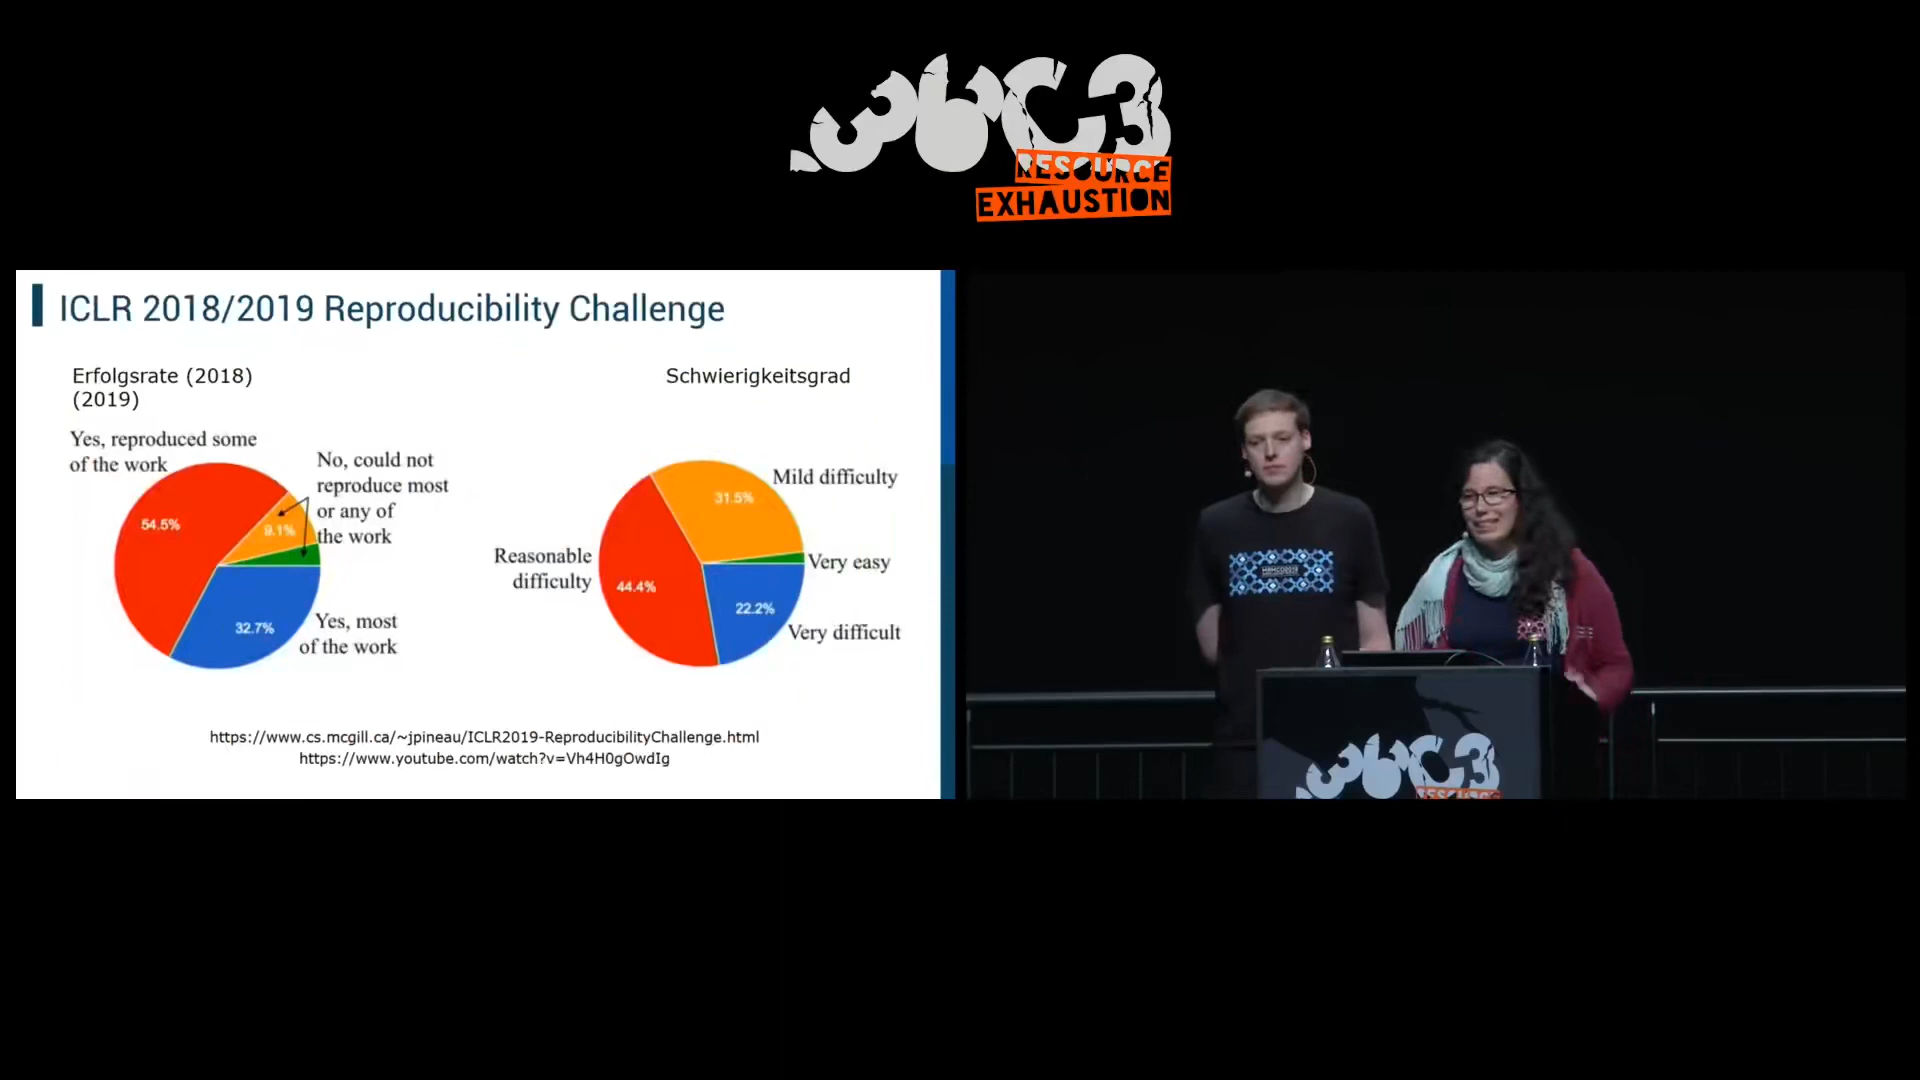 36C3
RESOURCE
EXHAUSTION
ICLR 2018/2019 Reproducibility Challenge
Erfolgsrate (2018)
(2019)
Schwierigkeitsgrad
Yes, reproduced some
of the work
No, could not
reproduce most
or any of
the work
54.5%
9.1%
32.7%
Yes, most
of the work
Mild difficulty
31.5%
Reasonable
difficulty
Very easy
44.4%
22.2%
Very difficult
https://www.cs.mcgill.ca/~jpineau/ICLR2019-ReproducibilityChallenge.html
https://www.youtube.com/watch?v=Vh4H0gOwdIg
36C3
RESOURCE